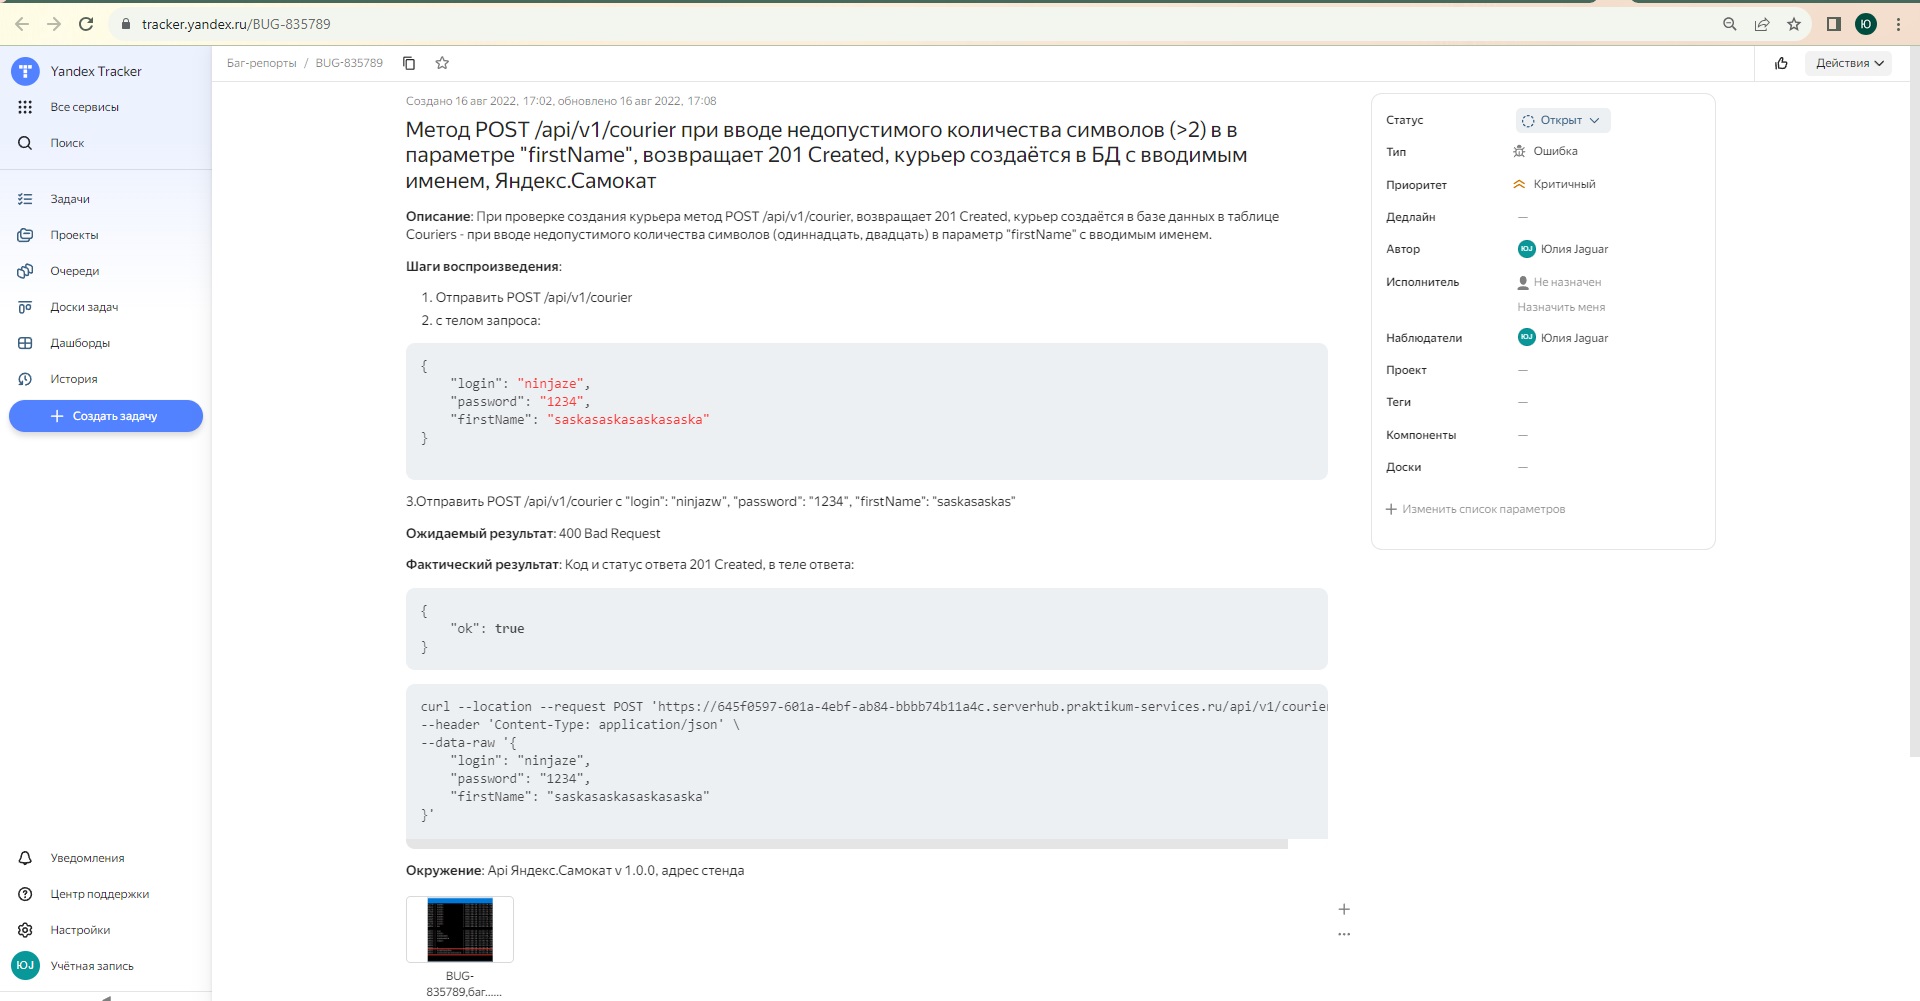 tracker.yandex.ru/BUG-835789
Ю
Yandex Tracker
Все сервисы
Поиск
Задачи
Проекты
Очереди
Доски задач
Дашборды
История
Создать задачу
Уведомления
Центр поддержки
Настройки
ЮJ
Учётная запись
Баг-репорты / BUG-835789
Действия
Создано 16 авг 2022, 17:02, обновлено 16 авг 2022, 17:08
Метод POST /api/v1/courier при вводе недопустимого количества символов (>2) в в
параметре "firstName", возвращает 201 Created, курьер создаётся в БД с вводимым
именем, Яндекс.Самокат
Описание: При проверке создания курьера метод POST /api/v1/courier, возвращает 201 Created, курьер создаётся в базе данных в таблице
Couriers - при вводе недопустимого количества символов (одиннадцать, двадцать) в параметр "firstName" с вводимым именем.
Шаги воспроизведения:
1. Отправить POST /api/v1/courier
2. с телом запроса:
{
"login": "ninjaze",
"password": "1234",
"firstName": "saskasaskasaskasaska"
}
3.Отправить POST /api/v1/courier с "login": "ninjazw", "password": "1234", "firstName": "saskasaskas"
Ожидаемый результат: 400 Bad Request
Фактический результат: Код и статус ответа 201 Created, в теле ответа:
{
"ok": true
}
curl --location --request POST 'https://645f0597-601a-4ebf-ab84-bbbb74b11a4c.serverhub.praktikum-services.ru/api/v1/courier
--header 'Content-Type: application/json' \
--data-raw '{
"login": "ninjaze",
"password": "1234",
"firstName": "saskasaskasaskasaska"
}'
Окружение: Api Яндекс.Самокат v 1.0.0, адрес стенда
BUG-
835789,баг......
Статус Открыт
Тип Ошибка
Приоритет Критичный
Дедлайн —
Автор ЮJ Юлия Jaguar
Исполнитель Не назначен
Назначить меня
Наблюдатели ЮJ Юлия Jaguar
Проект —
Теги —
Компоненты —
Доски —
Изменить список параметров